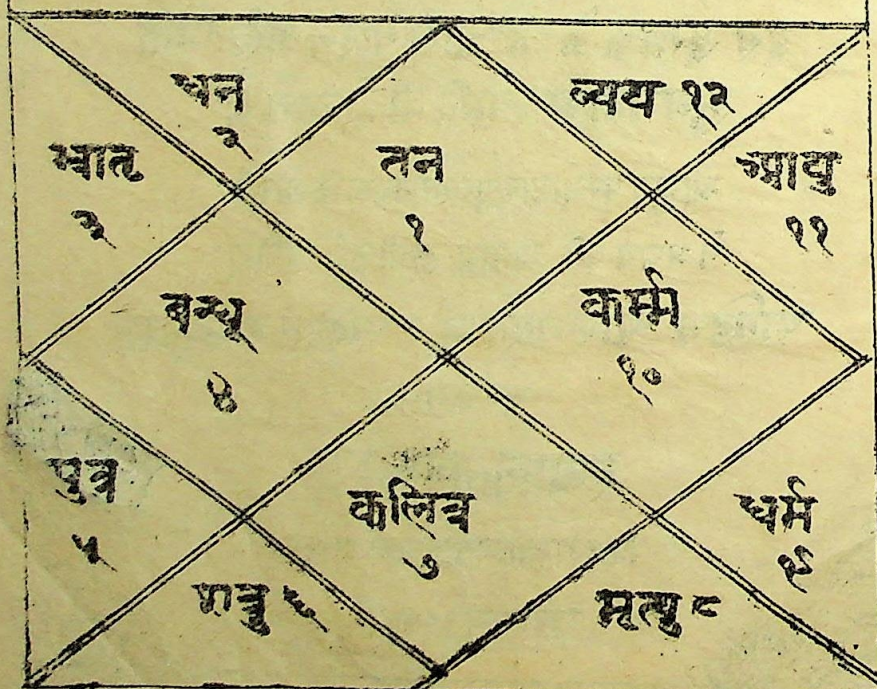 धन
२
व्यय १२
भ्रातृ
३
तन
१
आयु
११
बन्धू
४
कर्म्म
१०
पुत्र
५
कलित्र
७
धर्म
९
शत्रु ६
मृत्यु ८